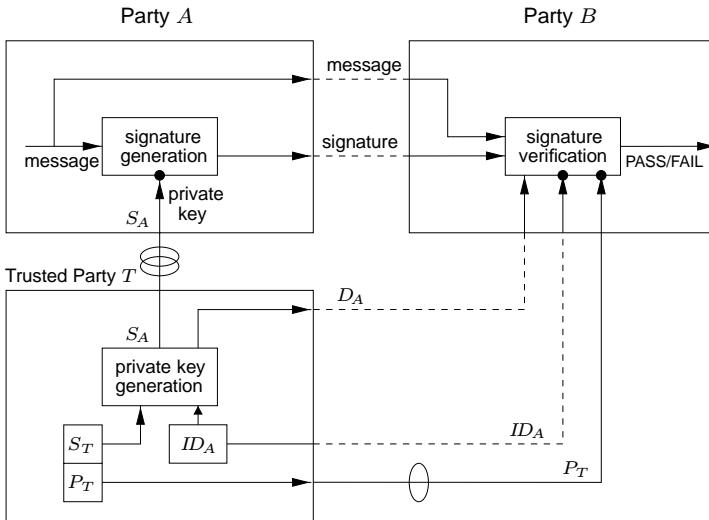 Party A
Party B
message
signature
generation
message
signature
signature
verification
PASS/FAIL
private
key
S_A
Trusted Party T
D_A
S_A
private key
generation
S_T
ID_A
ID_A
P_T
P_T